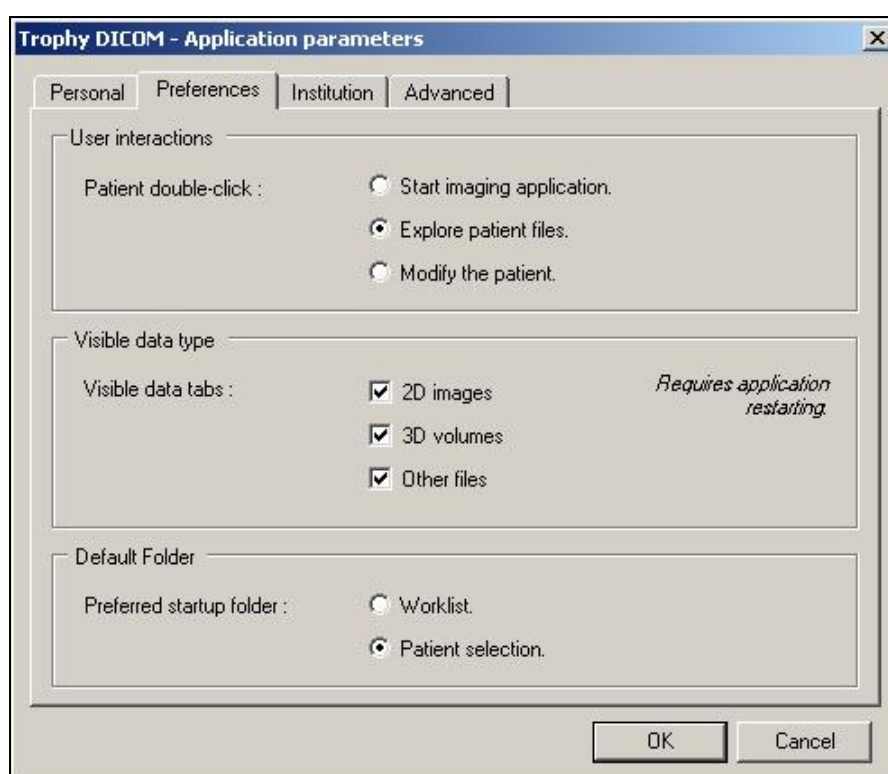 Trophy DICOM - Application parameters
Personal Preferences Institution Advanced
User interactions
Patient double-click :
Start imaging application.
Explore patient files.
Modify the patient.
Visible data type
Visible data tabs :
2D images
3D volumes
Other files
Requires application
restarting.
Default Folder
Preferred startup folder :
Worklist.
Patient selection.
OK Cancel